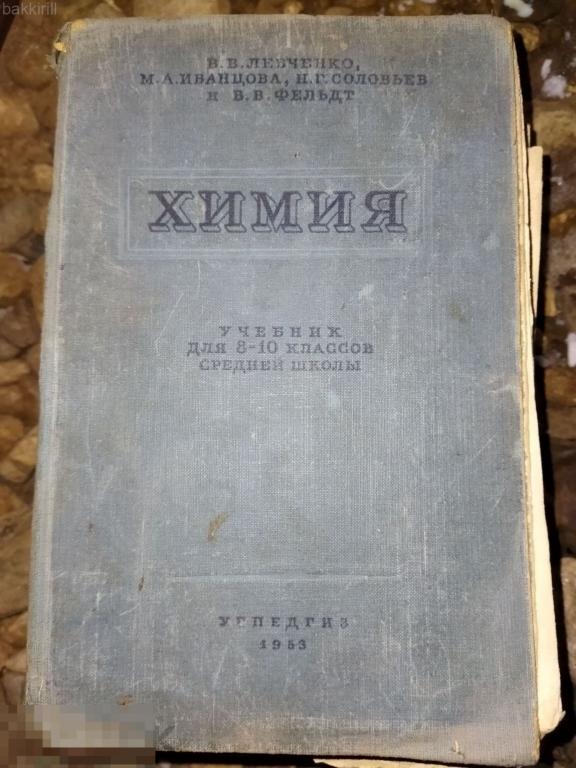 bakkirill
В. В. ЛЕВЧЕНКО,
М. А. ИВАНЦОВА, Н. Г. СОЛОВЬЕВ
И В. В. ФЕЛЬДТ
ХИМИЯ
УЧЕБНИК
ДЛЯ 8-10 КЛАССОВ
СРЕДНЕЙ ШКОЛЫ
УЧПЕДГИЗ
1953